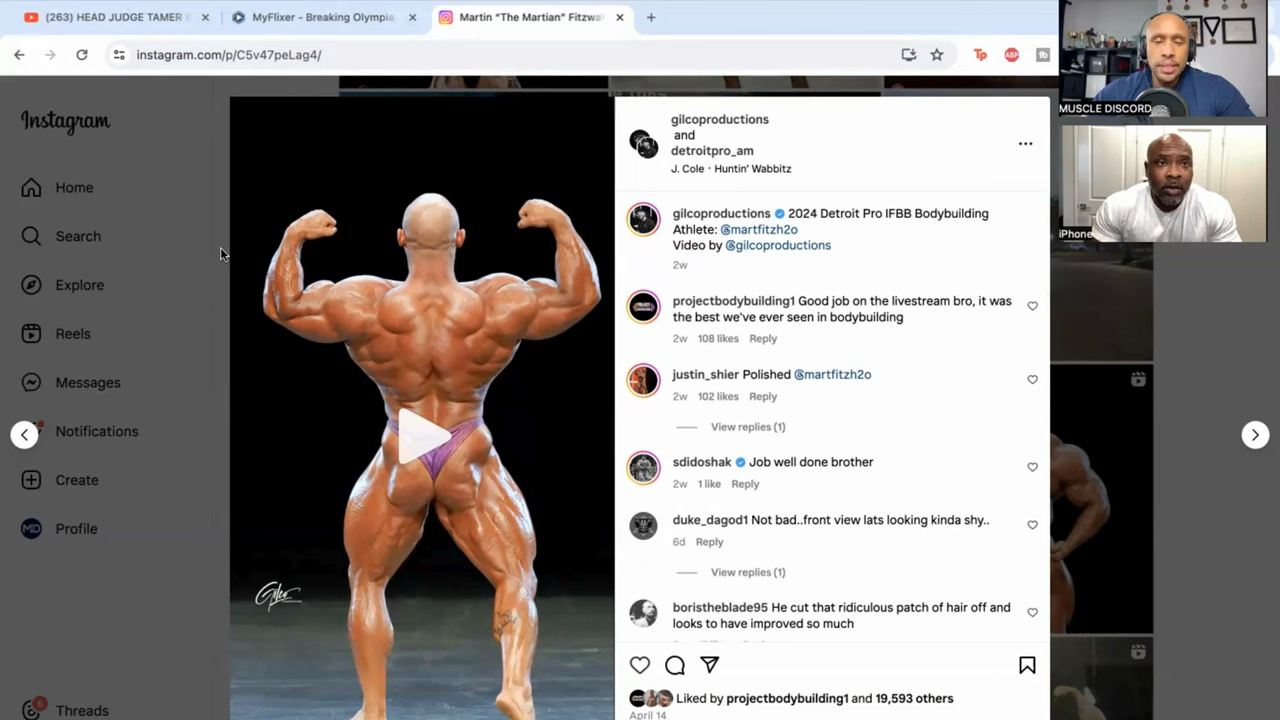 (263) HEAD JUDGE TAMER
MyFlixer - Breaking Olympia
Martin “The Martian” Fitzwa
instagram.com/p/C5v47peLag4/
Tp
ABP
fb
MUSCLE DISCORD
iPhone
Instagram
Home
Search
Explore
Reels
Messages
Notifications
Create
Profile
6
Threads
gilcoproductions
and
detroitpro_am
J. Cole · Huntin' Wabbitz
gilcoproductions 2024 Detroit Pro IFBB Bodybuilding
Athlete: @martfitzh2o
Video by @gilcoproductions
2w
projectbodybuilding1 Good job on the livestream bro, it was
the best we've ever seen in bodybuilding
2w 108 likes Reply
justin_shier Polished @martfitzh2o
2w 102 likes Reply
View replies (1)
sdidoshak Job well done brother
2w 1 like Reply
duke_dagod1 Not bad..front view lats looking kinda shy..
6d Reply
View replies (1)
boristheblade95 He cut that ridiculous patch of hair off and
looks to have improved so much
Liked by projectbodybuilding1 and 19,593 others
April 14
Gilco
MD